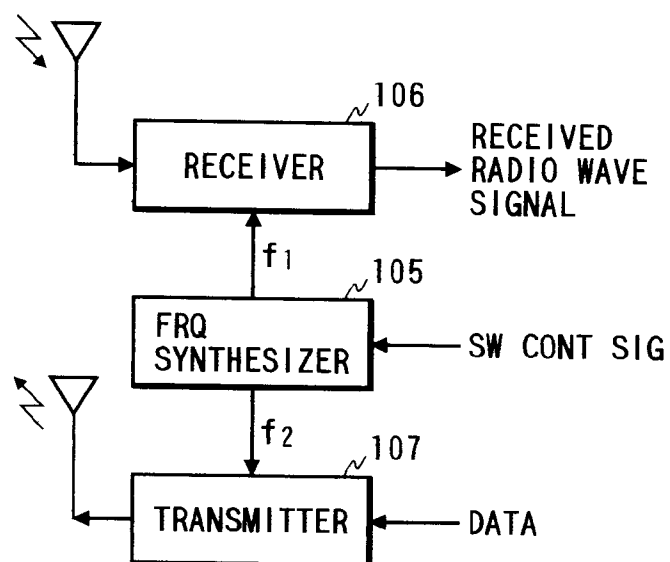 106
RECEIVER
RECEIVED
RADIO WAVE
SIGNAL
f1
105
FRQ
SYNTHESIZER
SW CONT SIG
f2
107
TRANSMITTER
DATA